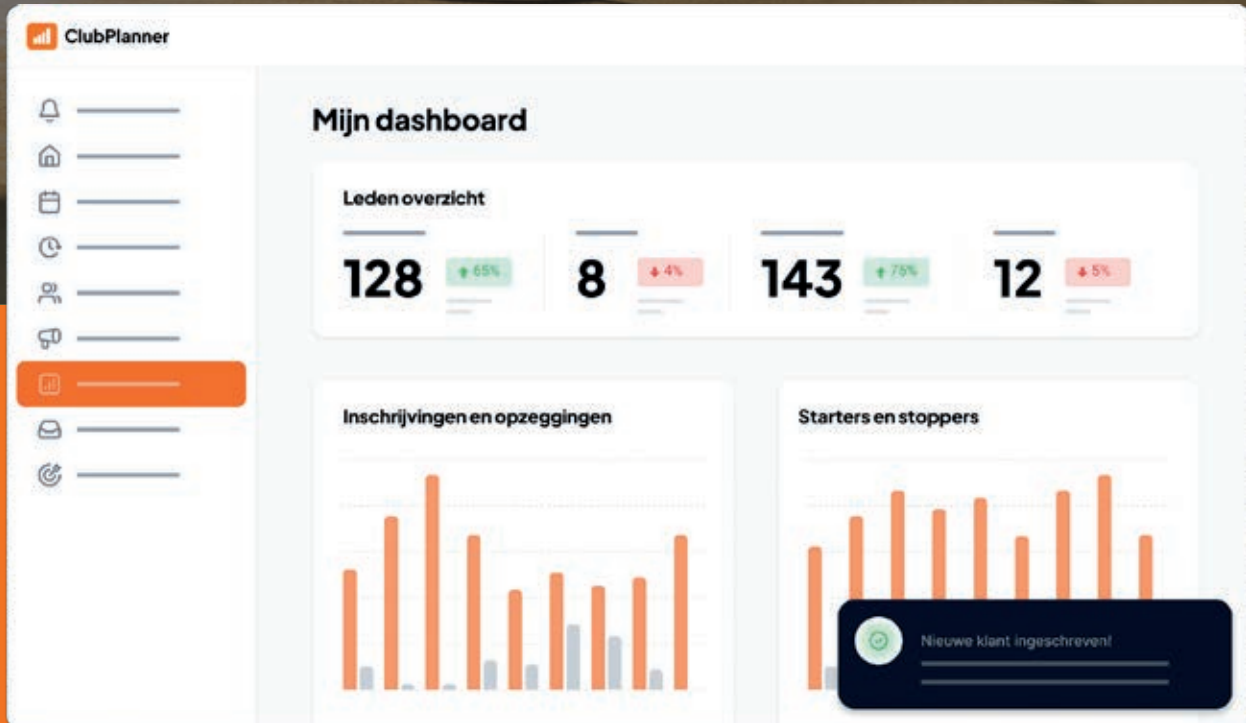 ClubPlanner
Mijn dashboard
Leden overzicht
128 65% 8 4% 143 75% 12 5%
Inschrijvingen en opzeggingen
Starters en stoppers
Nieuwe klant ingeschreven!